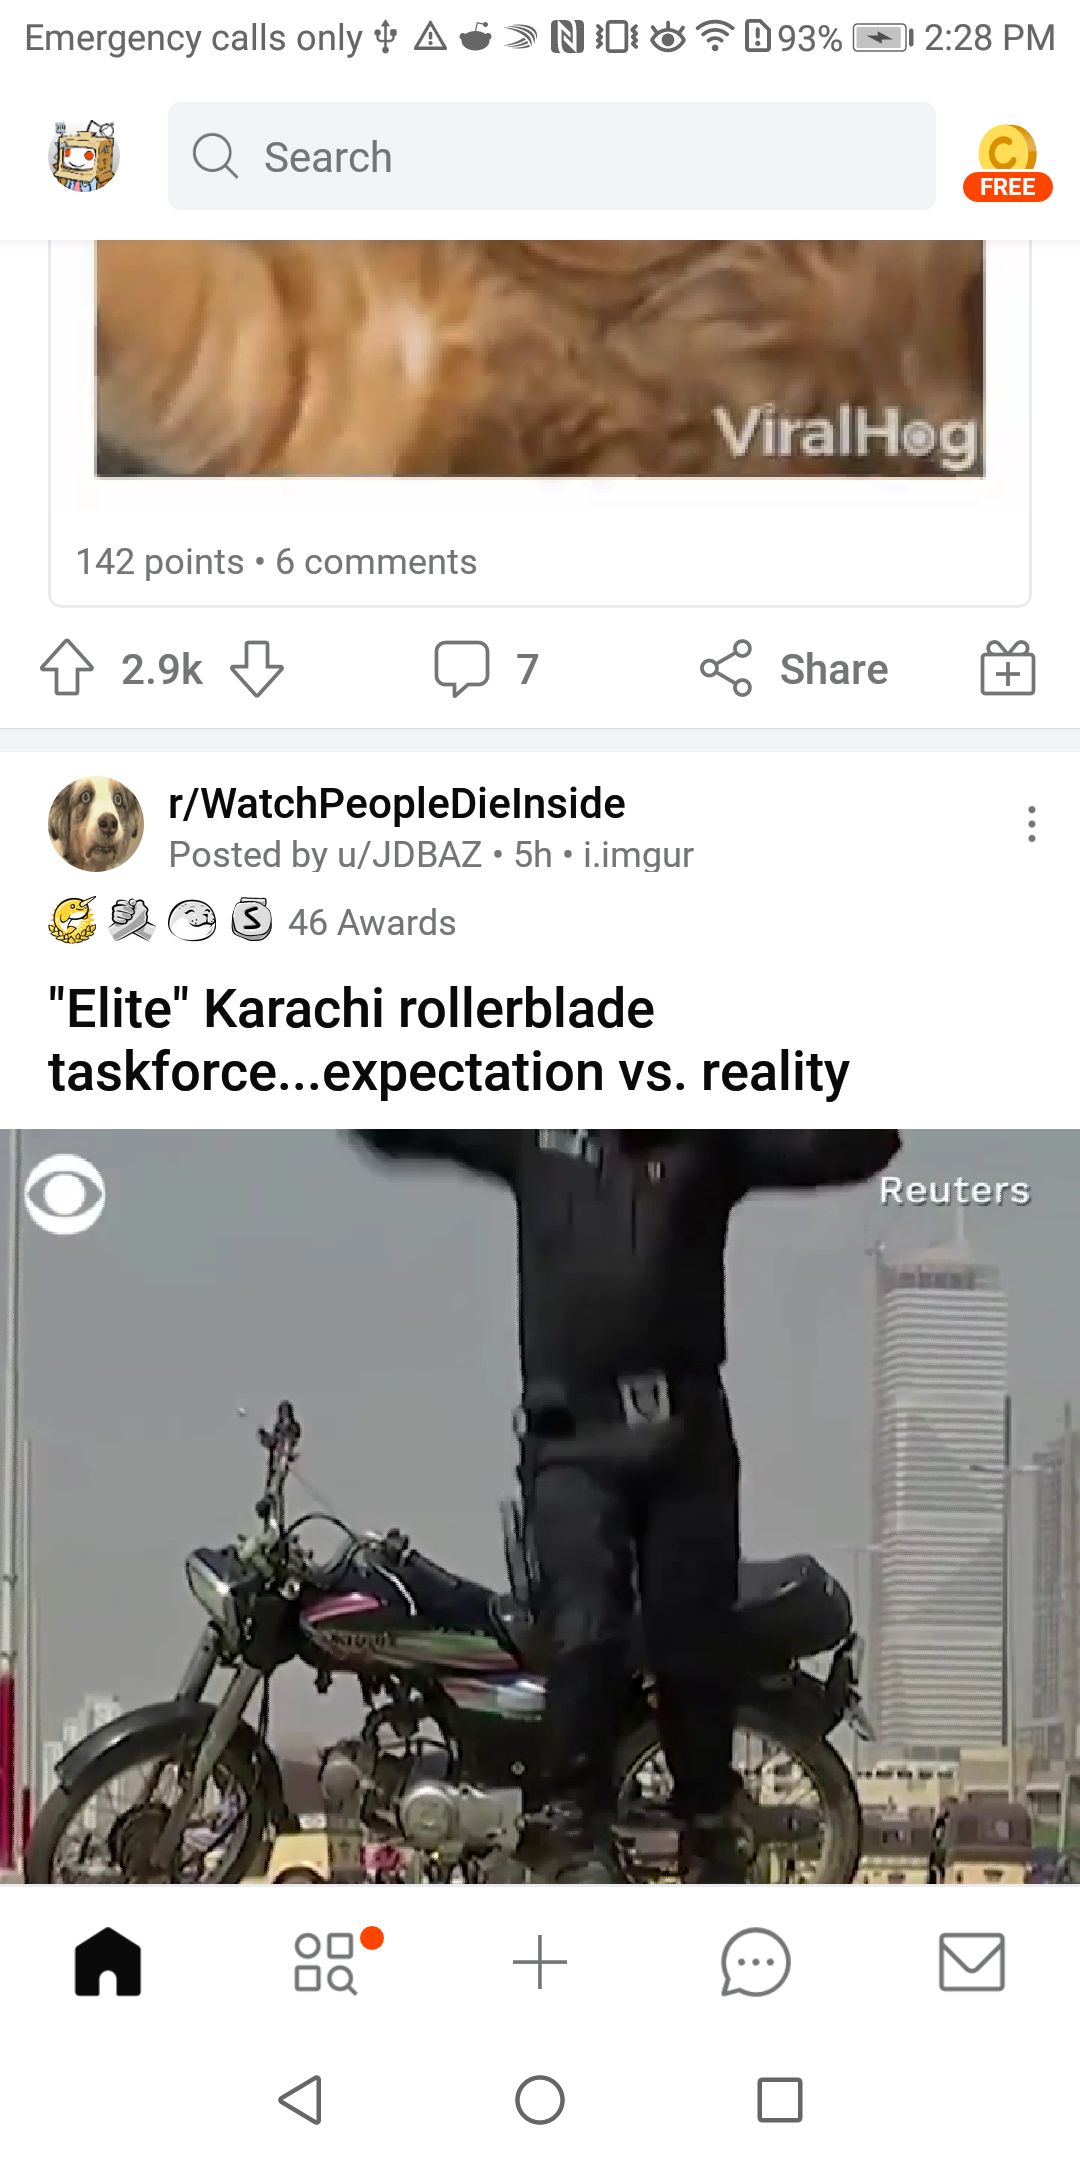 Emergency calls only 93% 2:28 PM
Search
C
FREE
ViralHog
142 points • 6 comments
2.9k 7 Share
r/WatchPeopleDieInside
Posted by u/JDBAZ • 5h • i.imgur
S 46 Awards
"Elite" Karachi rollerblade
taskforce...expectation vs. reality
Reuters